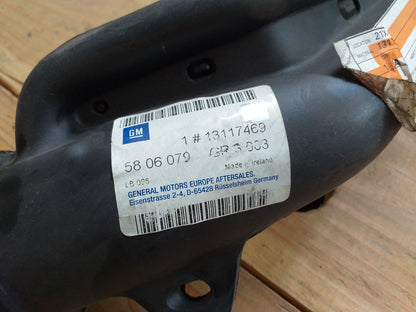 GM
1 # 13117469
58 06 079 GR 3 003
Made in Ireland
GENERAL MOTORS EUROPE AFTERSALES.
Eisenstrasse 2-4, D-65428 Rüsselsheim Germany
LOCATION